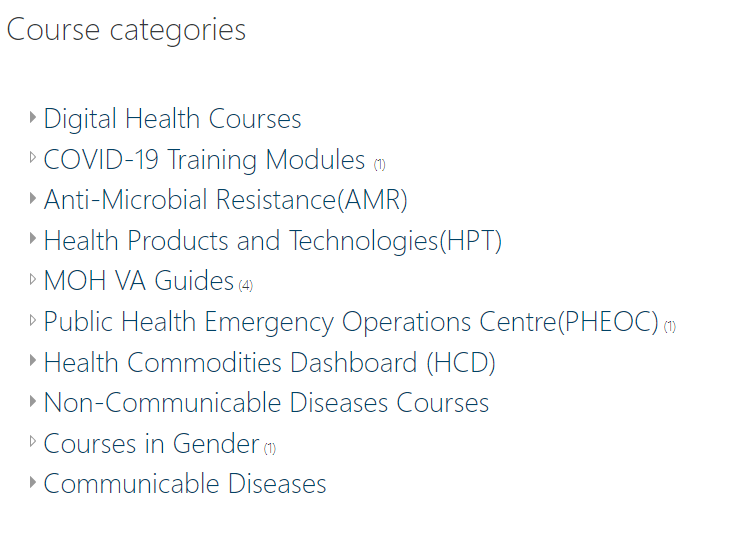 Course categories
Digital Health Courses
COVID-19 Training Modules (1)
Anti-Microbial Resistance(AMR)
Health Products and Technologies(HPT)
MOH VA Guides (4)
Public Health Emergency Operations Centre(PHEOC) (1)
Health Commodities Dashboard (HCD)
Non-Communicable Diseases Courses
Courses in Gender (1)
Communicable Diseases